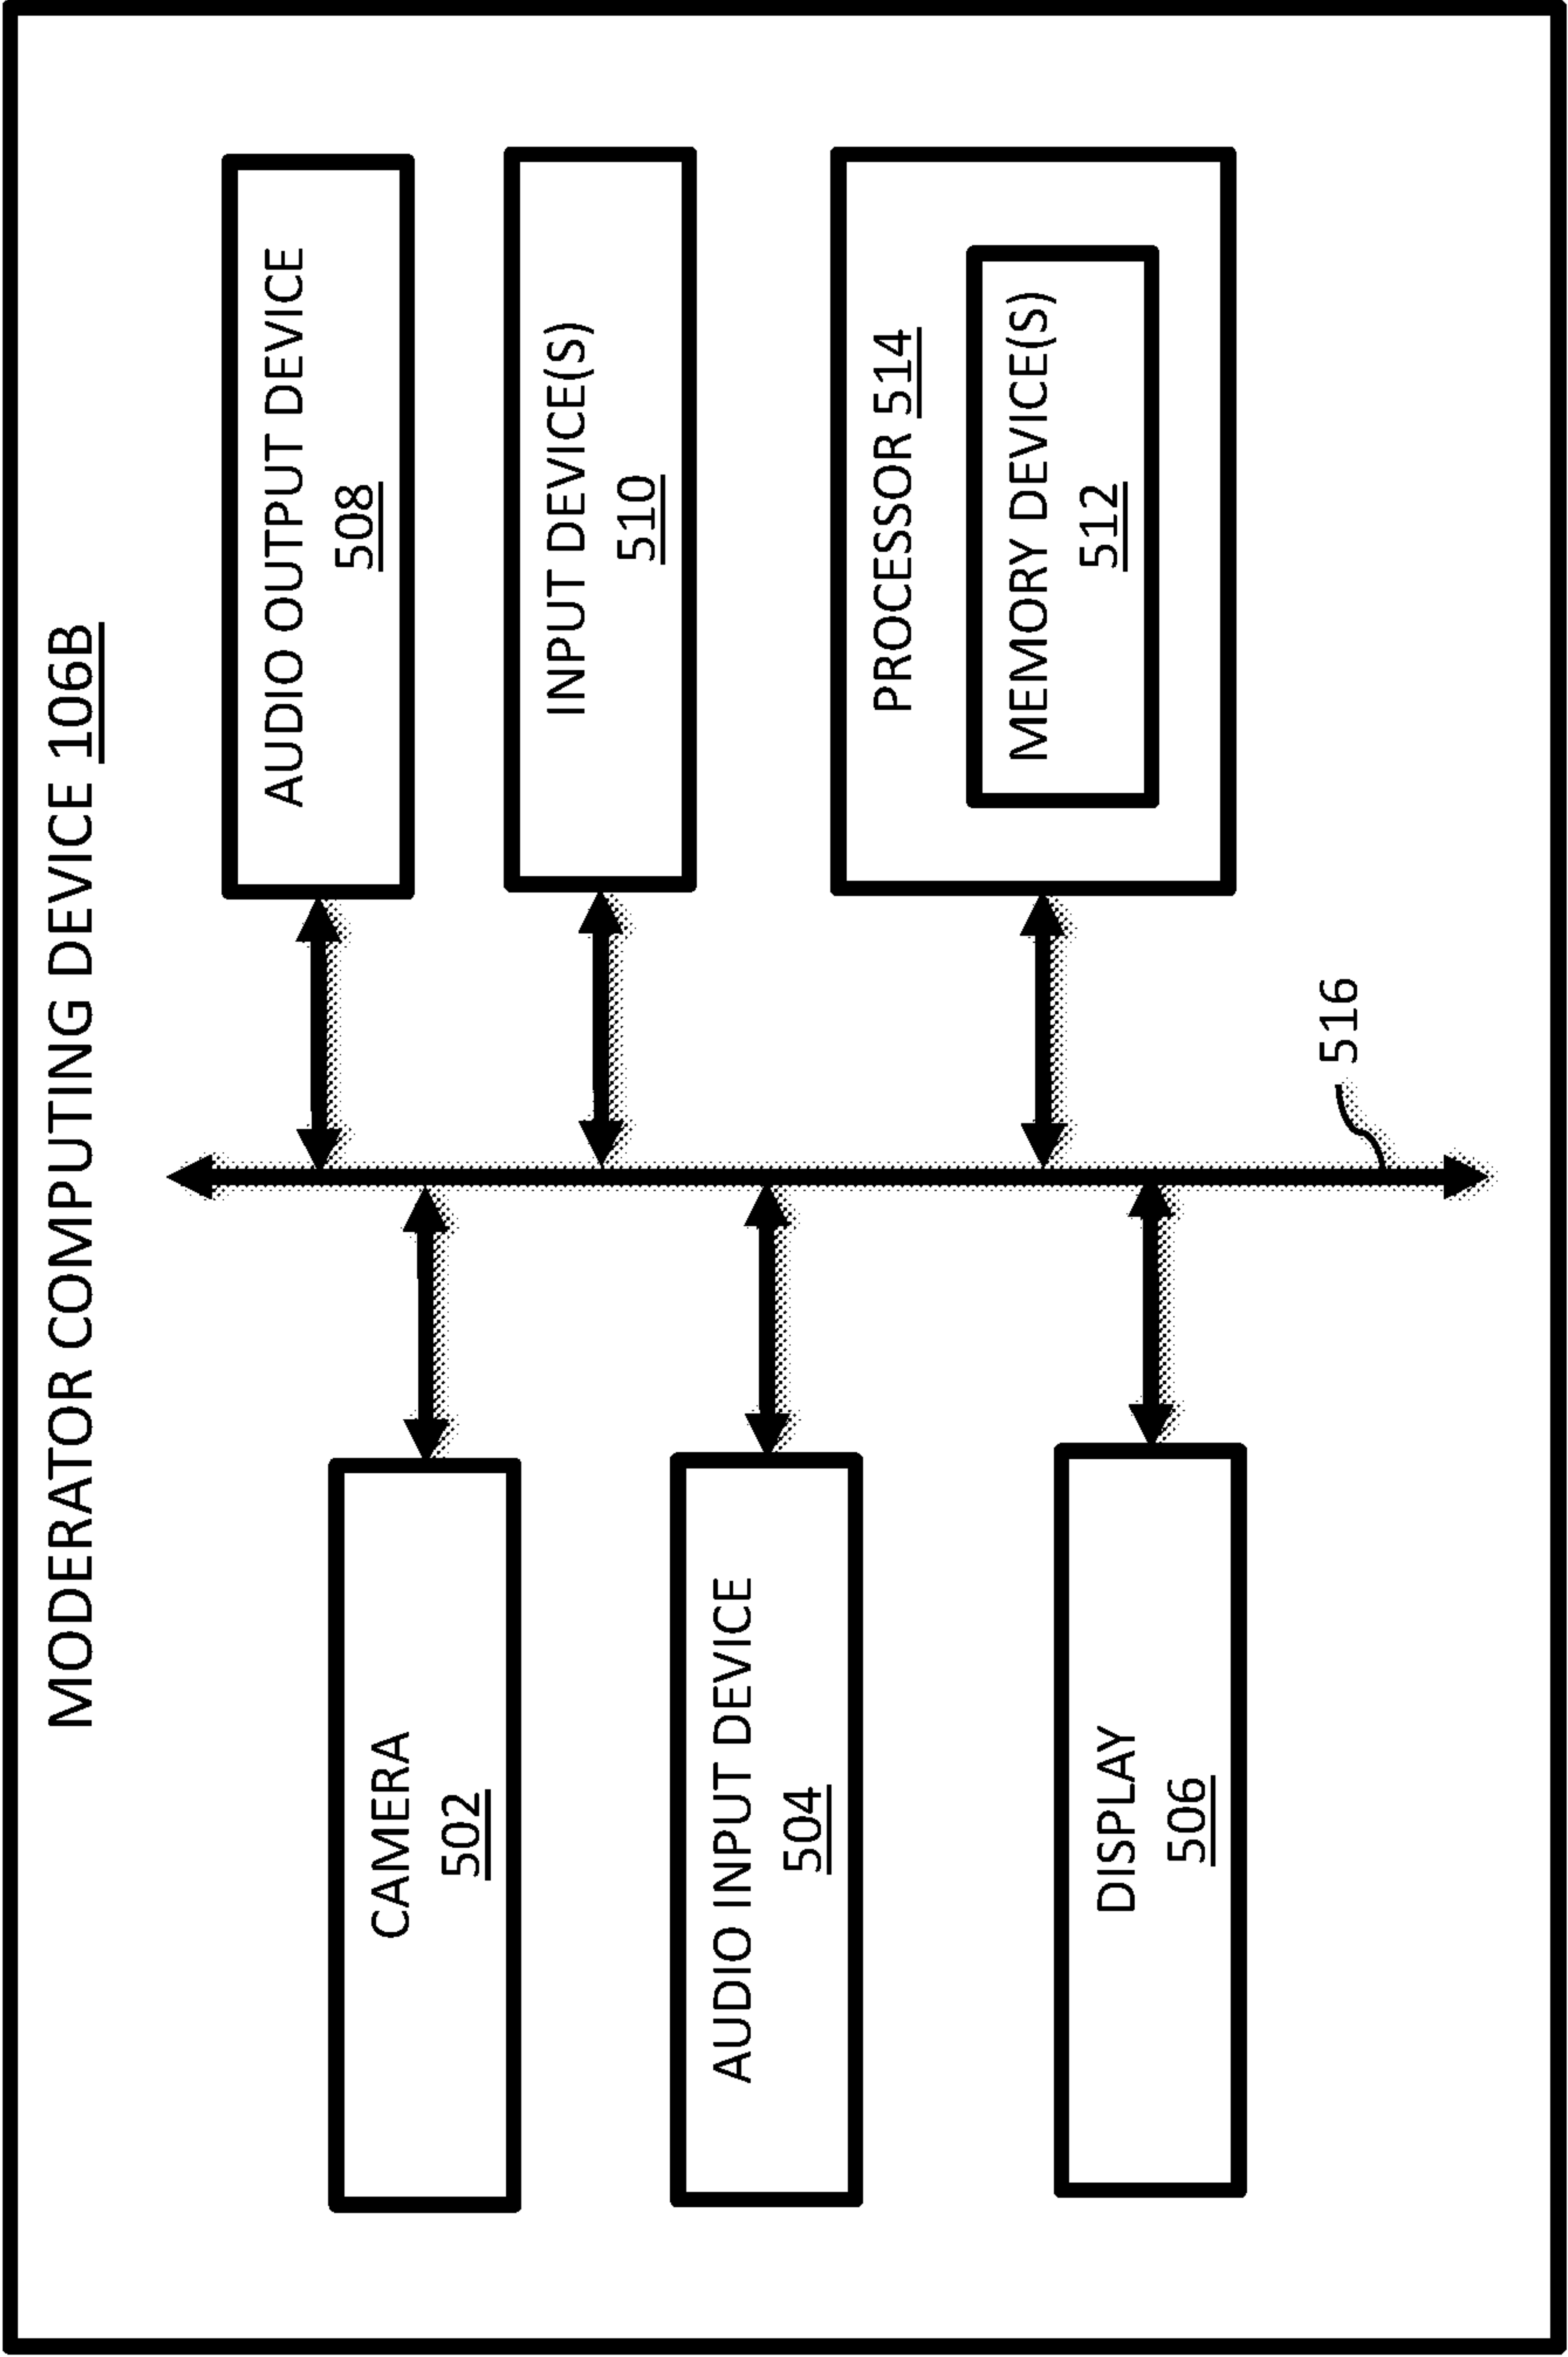 MODERATOR COMPUTING DEVICE 106B
CAMERA
502
AUDIO INPUT DEVICE
504
DISPLAY
506
AUDIO OUTPUT DEVICE
508
INPUT DEVICE(S)
510
PROCESSOR 514
MEMORY DEVICE(S)
512
516